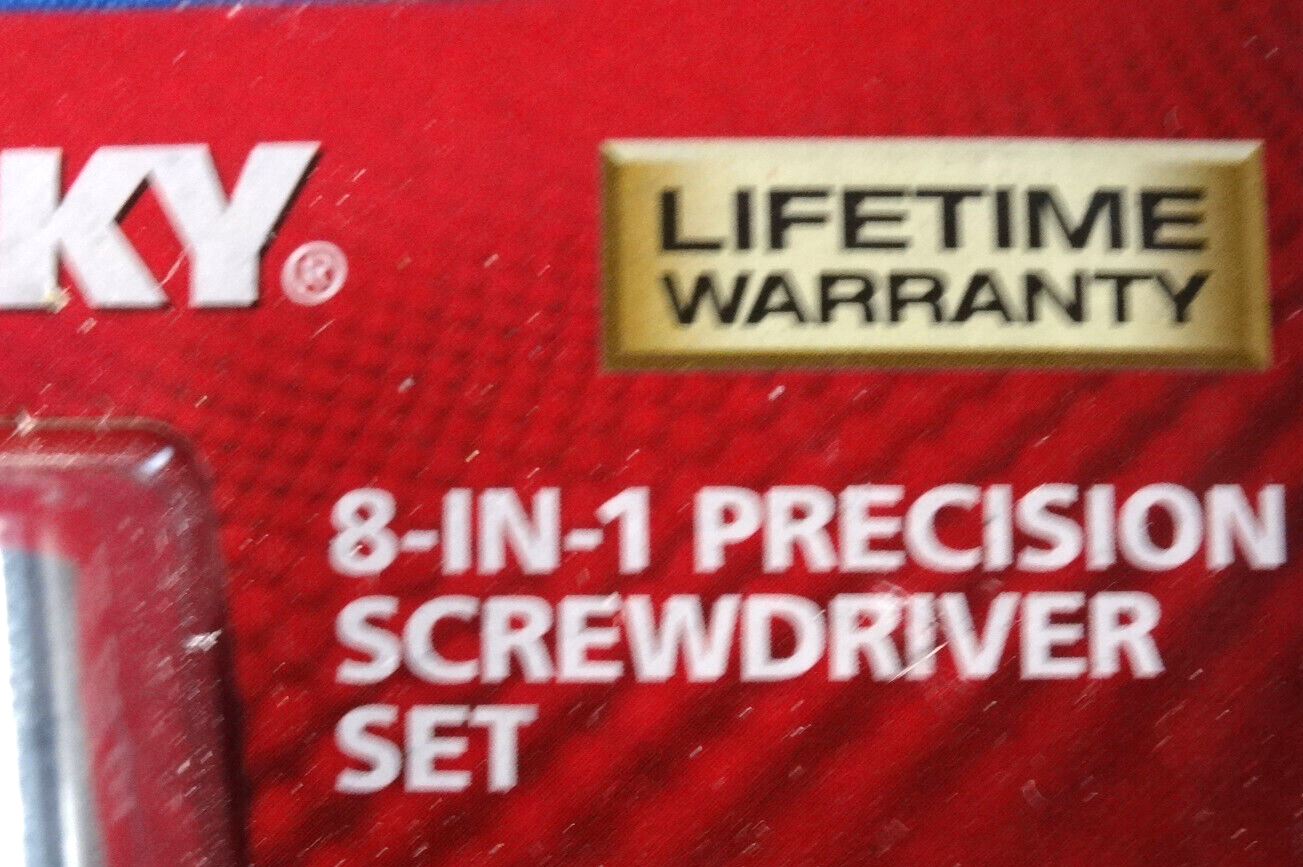 KY®
LIFETIME
WARRANTY
8-IN-1 PRECISION
SCREWDRIVER
SET